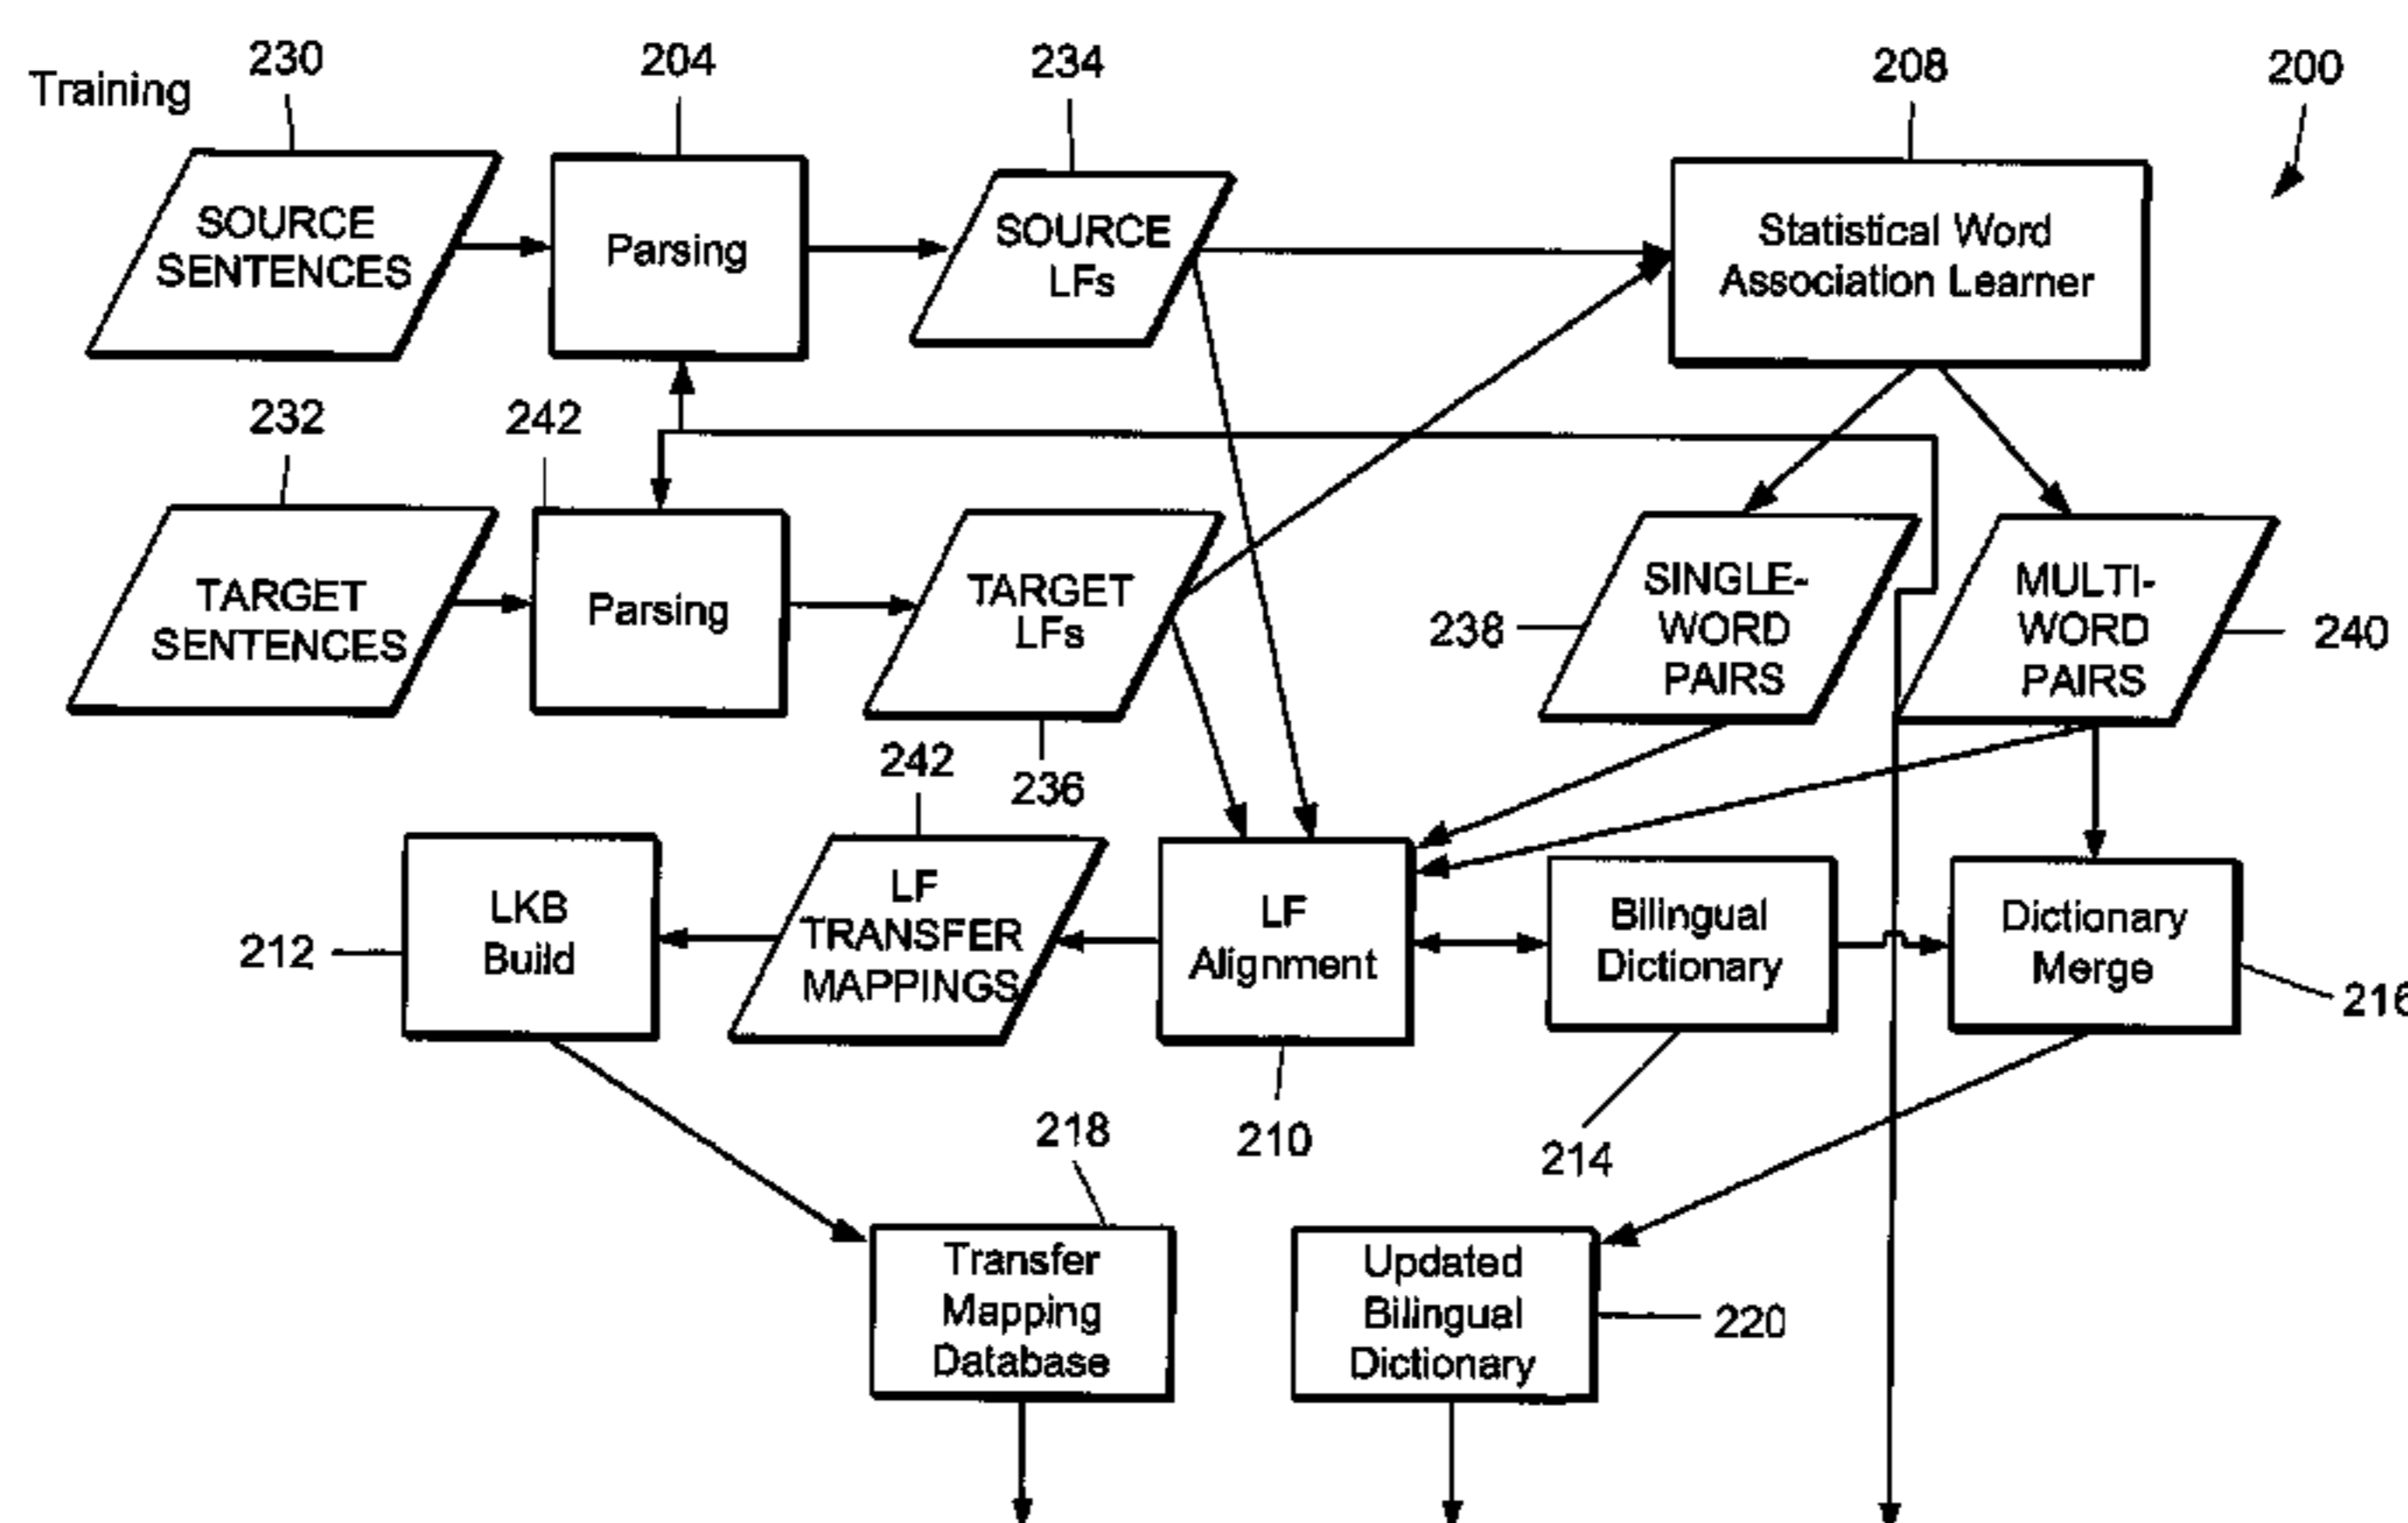 Training
230
204
234
208
200
SOURCE
SENTENCES
Parsing
SOURCE
LFs
Statistical Word
Association Learner
232
242
TARGET
SENTENCES
Parsing
TARGET
LFs
238
SINGLE-
WORD
PAIRS
MULTI-
WORD
PAIRS
240
242
236
212
LKB
Build
LF
TRANSFER
MAPPINGS
LF
Alignment
Bilingual
Dictionary
Dictionary
Merge
216
218
210
214
Transfer
Mapping
Database
Updated
Bilingual
Dictionary
220